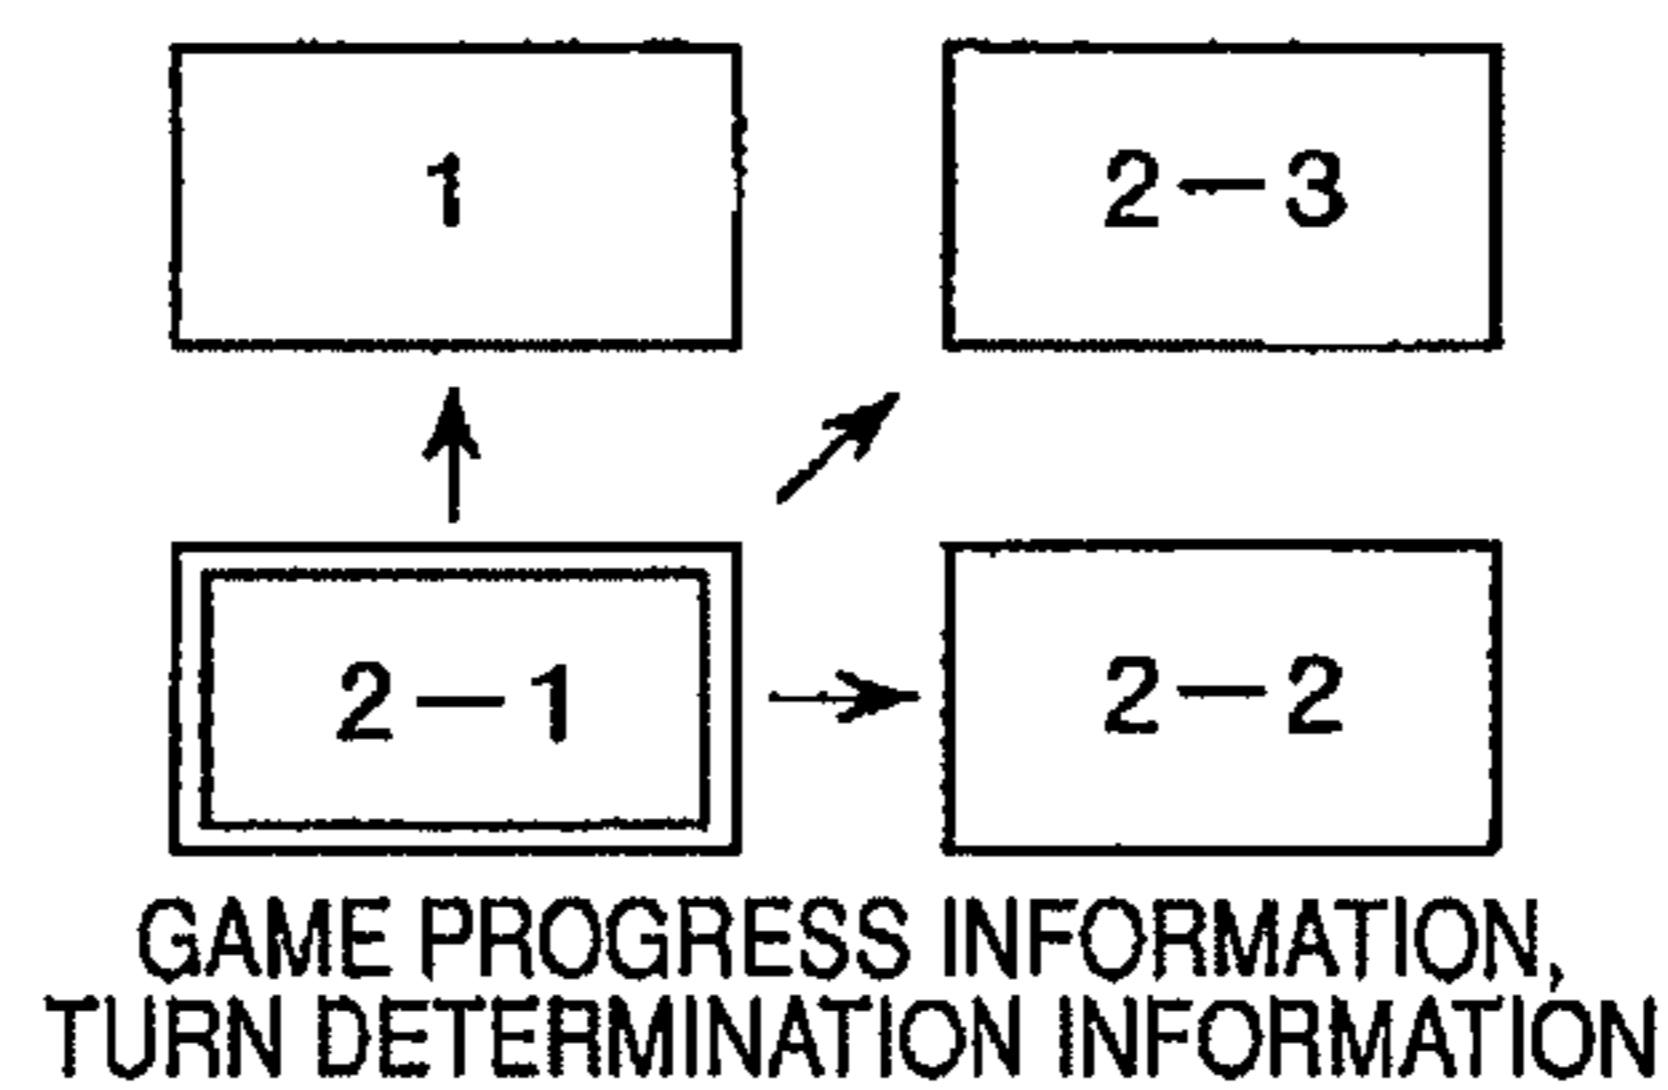 1
2—3
2—1
2—2
GAME PROGRESS INFORMATION,
TURN DETERMINATION INFORMATION